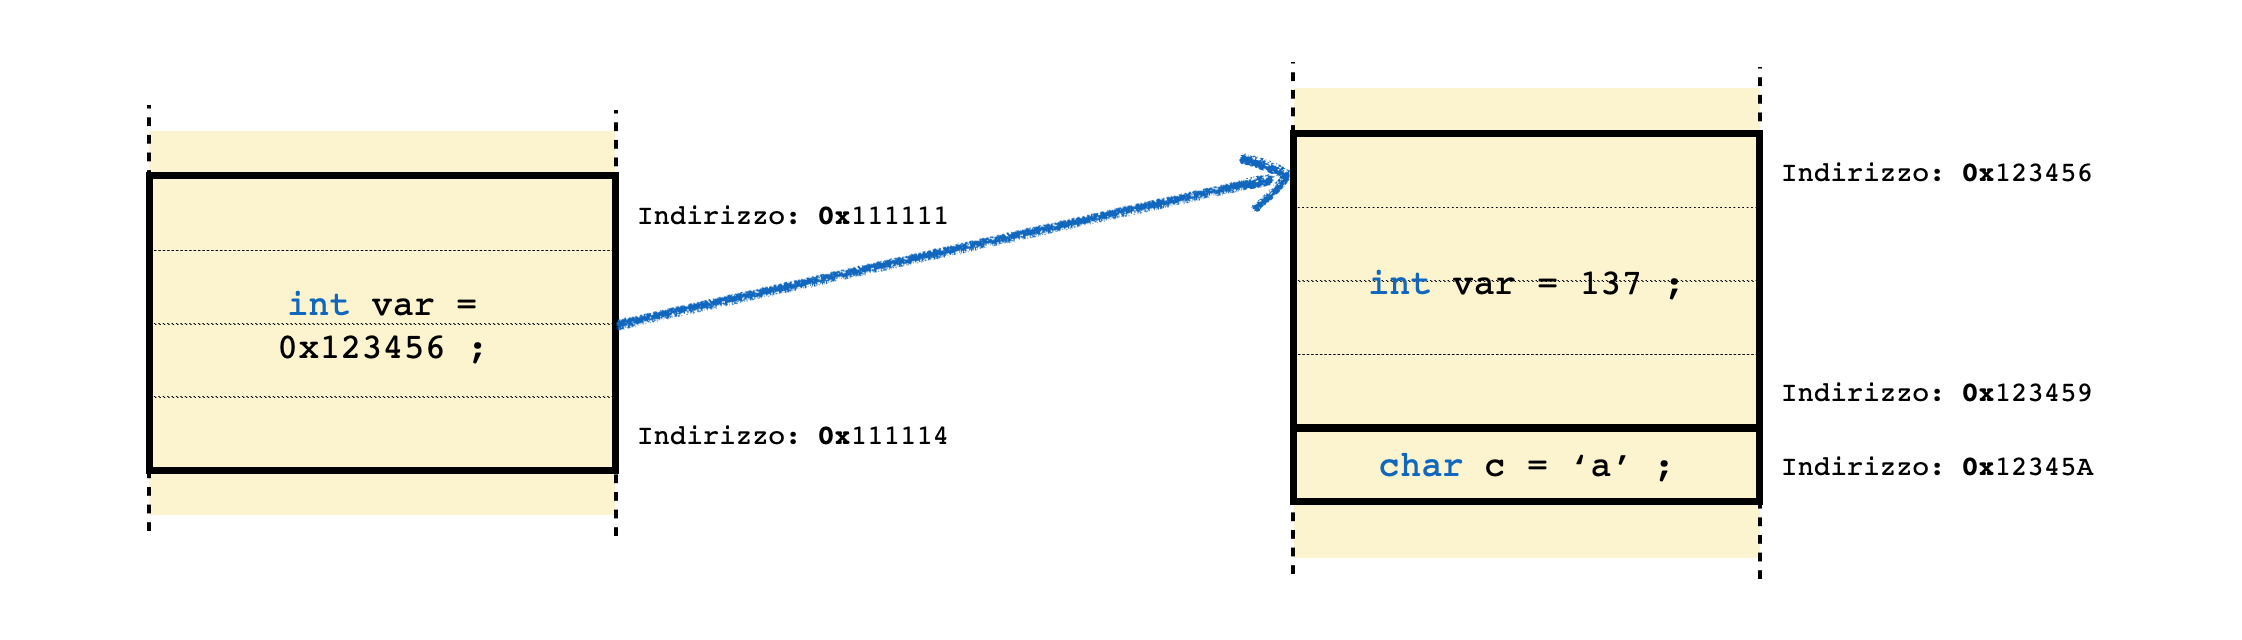 Indirizzo: 0x111111
int var =
0x123456 ;
Indirizzo: 0x111114
Indirizzo: 0x123456
int var = 137 ;
Indirizzo: 0x123459
char c = ‘a’ ;
Indirizzo: 0x12345A